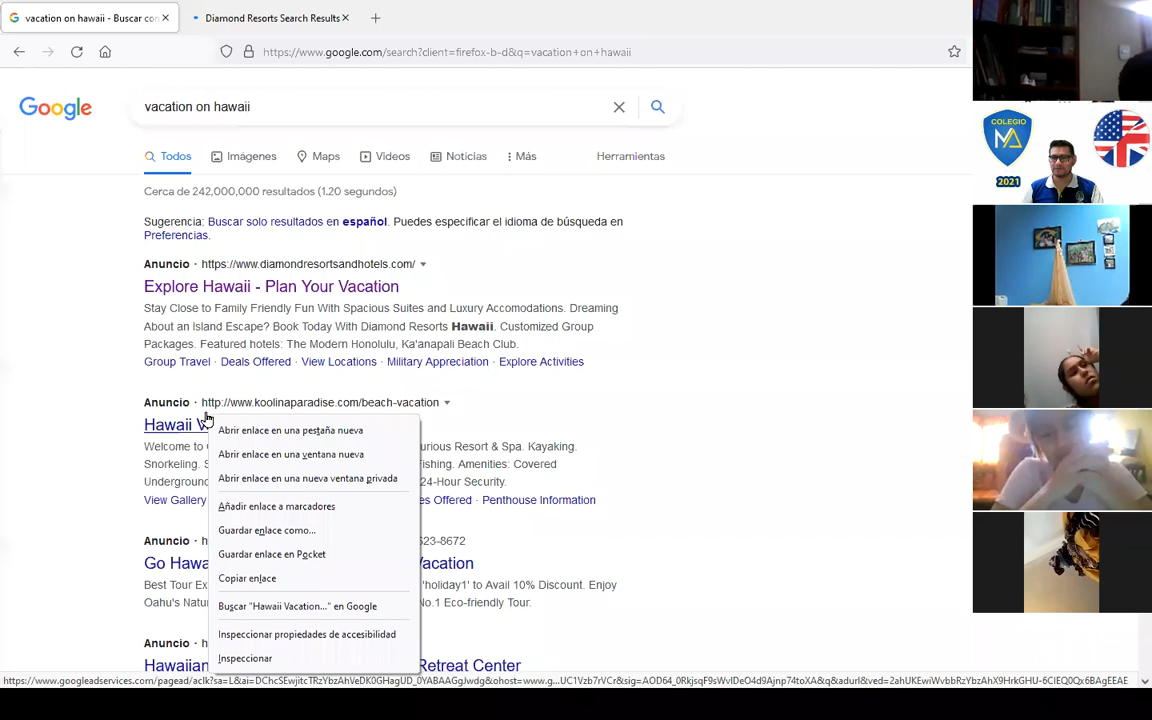 vacation on hawaii - Buscar con
Diamond Resorts Search Results
https://www.google.com/search?client=firefox-b-d&q=vacation+on+hawaii
Google
vacation on hawaii
Todos
Imágenes
Maps
Videos
Noticias
Más
Herramientas
Cerca de 242,000,000 resultados (1.20 segundos)
Sugerencia: Buscar solo resultados en español. Puedes especificar el idioma de búsqueda en
Preferencias.
Anuncio · https://www.diamondresortsandhotels.com/
Explore Hawaii - Plan Your Vacation
Stay Close to Family Friendly Fun With Spacious Suites and Luxury Accomodations. Dreaming
About an Island Escape? Book Today With Diamond Resorts Hawaii. Customized Group
Packages. Featured hotels: The Modern Honolulu, Ka'anapali Beach Club.
Group Travel · Deals Offered · View Locations · Military Appreciation · Explore Activities
Anuncio · http://www.koolinaparadise.com/beach-vacation
Hawaii V
Welcome to urious Resort & Spa. Kayaking.
Snorkeling. S ishing. Amenities: Covered
Underground 24-Hour Security.
View Gallery es Offered · Penthouse Information
Abrir enlace en una pestaña nueva
Abrir enlace en una ventana nueva
Abrir enlace en una nueva ventana privada
Añadir enlace a marcadores
Guardar enlace como...
Guardar enlace en Pocket
Copiar enlace
Buscar "Hawaii Vacation..." en Google
Inspeccionar propiedades de accesibilidad
Inspeccionar
Anuncio · h 523-8672
Go Hawa Vacation
Best Tour Ex 'holiday1' to Avail 10% Discount. Enjoy
Oahu's Natu No.1 Eco-friendly Tour.
Anuncio · h
Hawaiian Retreat Center
COLEGIO
MA
2021